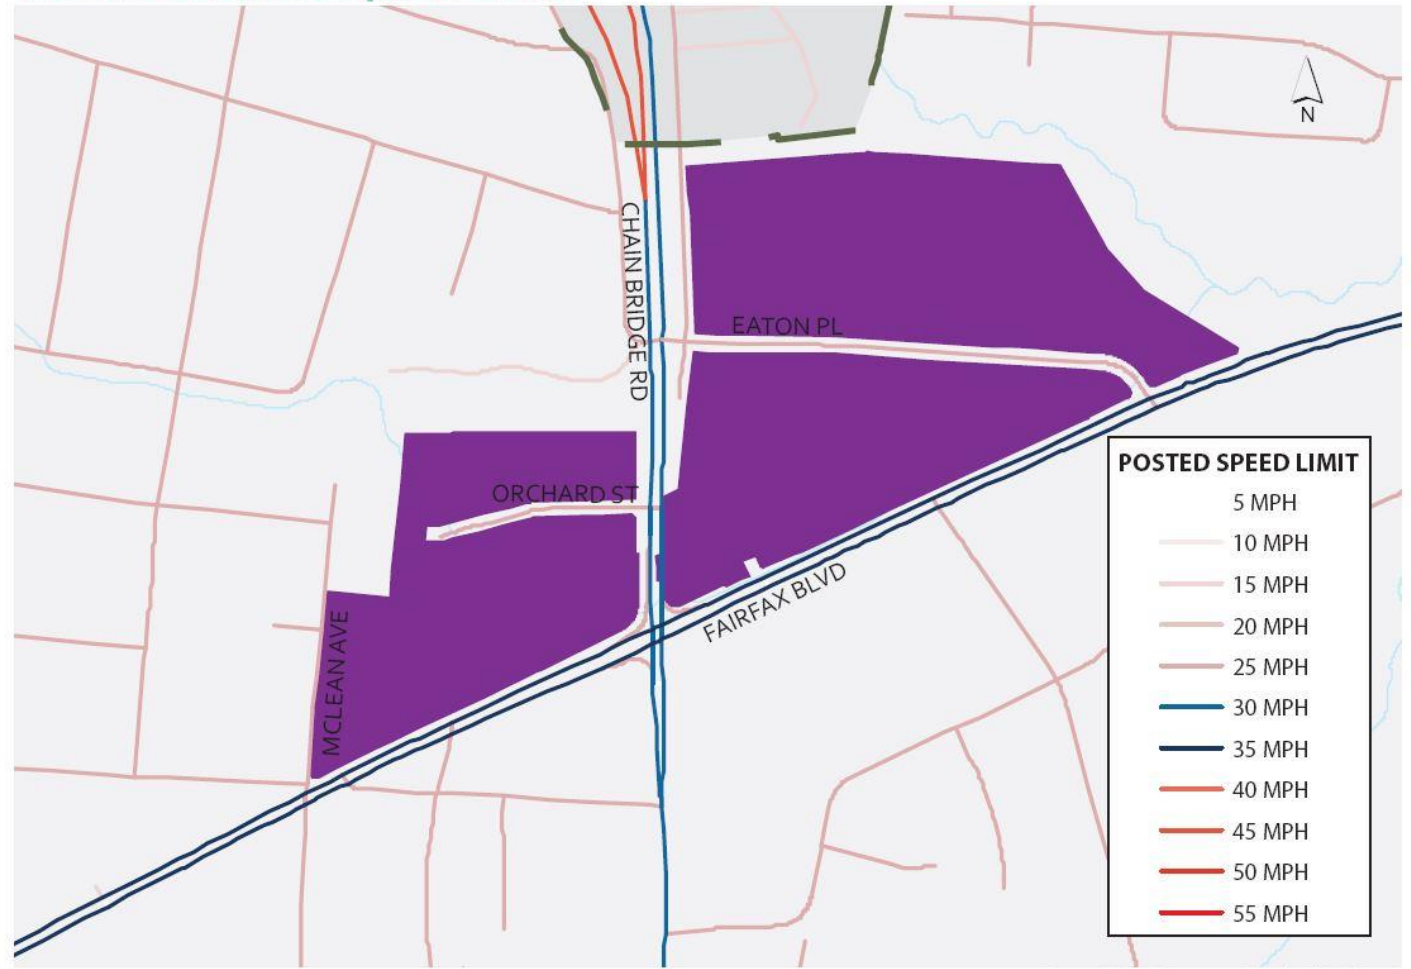 N
CHAIN BRIDGE RD
EATON PL
ORCHARD ST
FAIRFAX BLVD
MCLEAN AVE
POSTED SPEED LIMIT
5 MPH
10 MPH
15 MPH
20 MPH
25 MPH
30 MPH
35 MPH
40 MPH
45 MPH
50 MPH
55 MPH